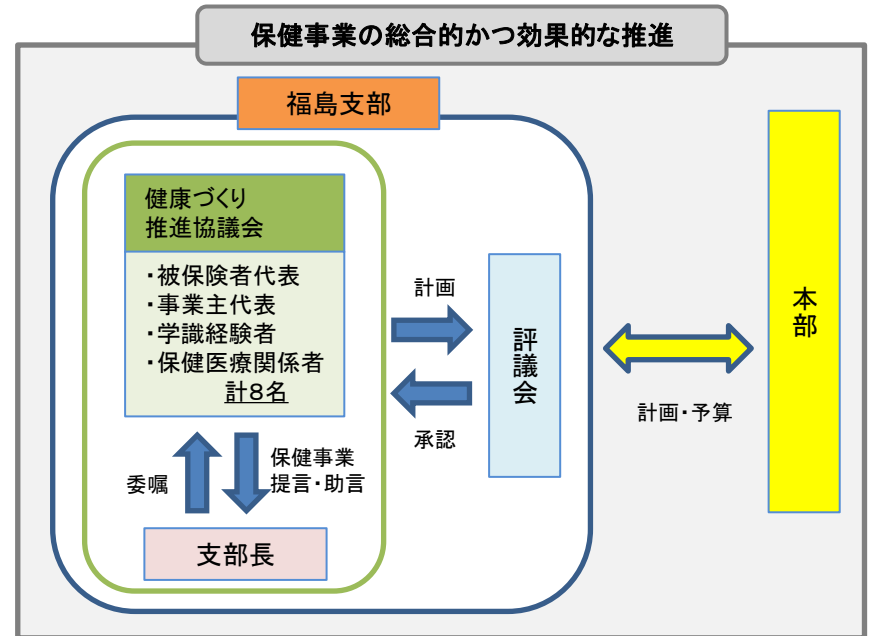 保健事業の総合的かつ効果的な推進
福島支部
健康づくり
推進協議会
・被保険者代表
・事業主代表
・学識経験者
・保健医療関係者
計8名
計画
承認
評議会
委嘱
保健事業
提言・助言
支部長
計画・予算
本部